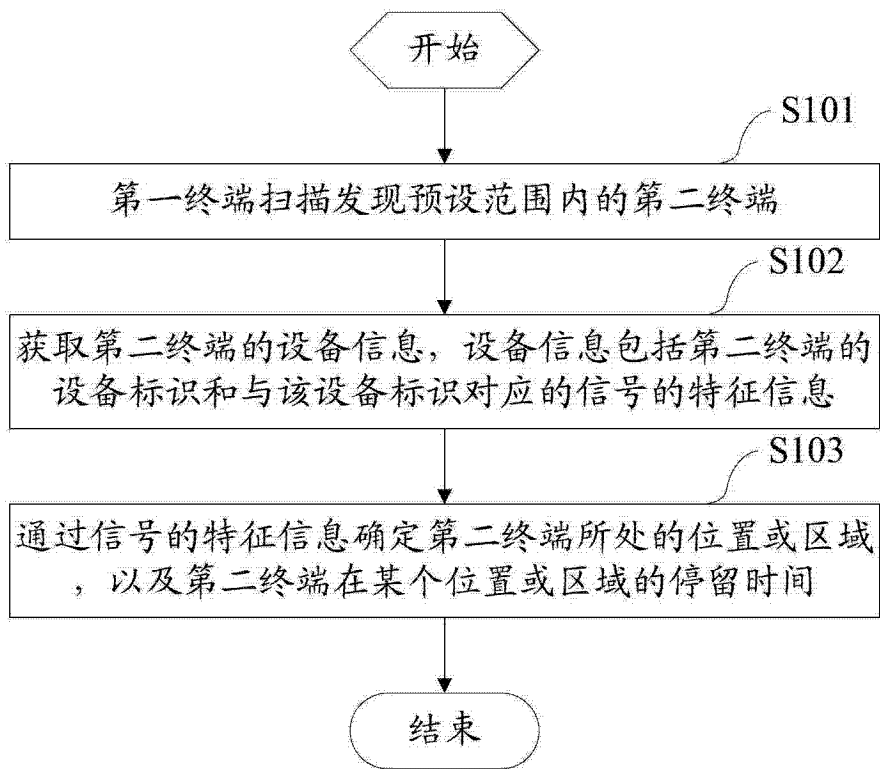 开始
S101
第一终端扫描发现预设范围内的第二终端
S102
获取第二终端的设备信息，设备信息包括第二终端的
设备标识和与该设备标识对应的信号的特征信息
S103
通过信号的特征信息确定第二终端所处的位置或区域
，以及第二终端在某个位置或区域的停留时间
结束